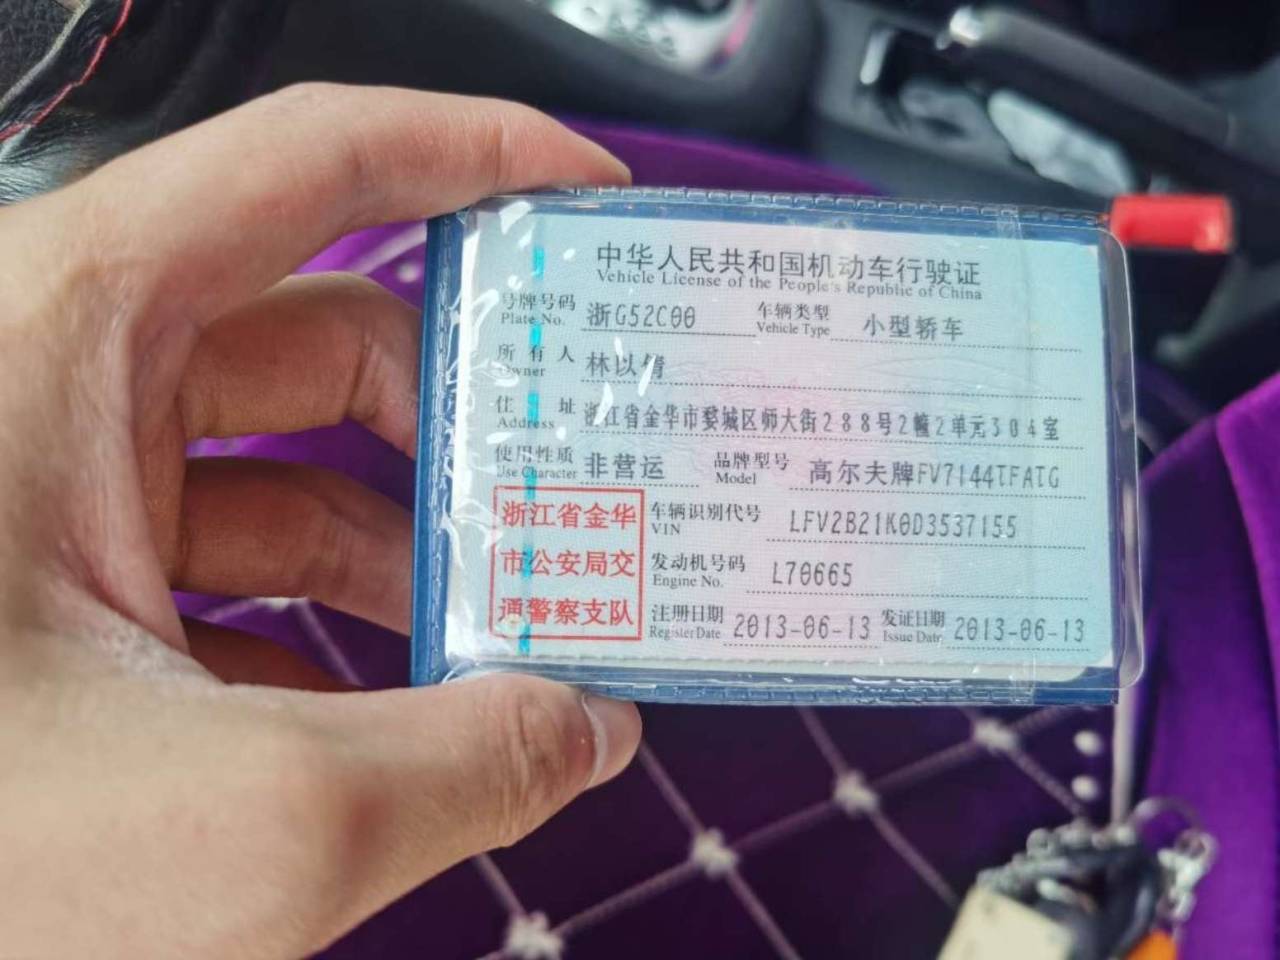 中华人民共和国机动车行驶证
Vehicle License of the People's Republic of China
号牌号码 浙G52C00 车辆类型 小型轿车
Plate No. Vehicle Type
所有人 林以倩
Owner
住址 浙江省金华市婺城区师大街288号2幢2单元304室
Address
使用性质 非营运 品牌型号 高尔夫牌FV7144TFATG
Use Character Model
浙江省金华
市公安局交
通警察支队
车辆识别代号 LFV2B21K0D3537155
VIN
发动机号码 L70665
Engine No.
注册日期 2013-06-13 发证日期 2013-06-13
Register Date Issue Date